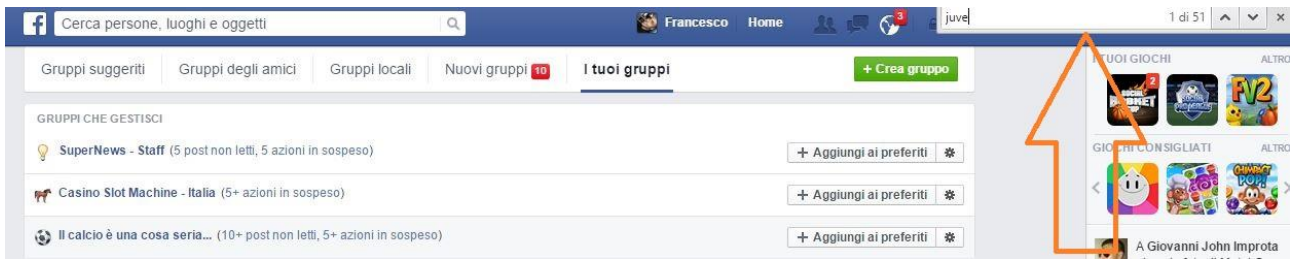 Cerca persone, luoghi e oggetti
Francesco Home 3
juve 1 di 51
Gruppi suggeriti Gruppi degli amici Gruppi locali Nuovi gruppi 10 I tuoi gruppi + Crea gruppo
I TUOI GIOCHI ALTRO
2
FV2
GRUPPI CHE GESTISCI
SuperNews - Staff (5 post non letti, 5 azioni in sospeso) + Aggiungi ai preferiti
GIOCHI CONSIGLIATI ALTRO
Casino Slot Machine - Italia (5+ azioni in sospeso) + Aggiungi ai preferiti
Il calcio è una cosa seria... (10+ post non letti, 5+ azioni in sospeso) + Aggiungi ai preferiti
A Giovanni John Improta